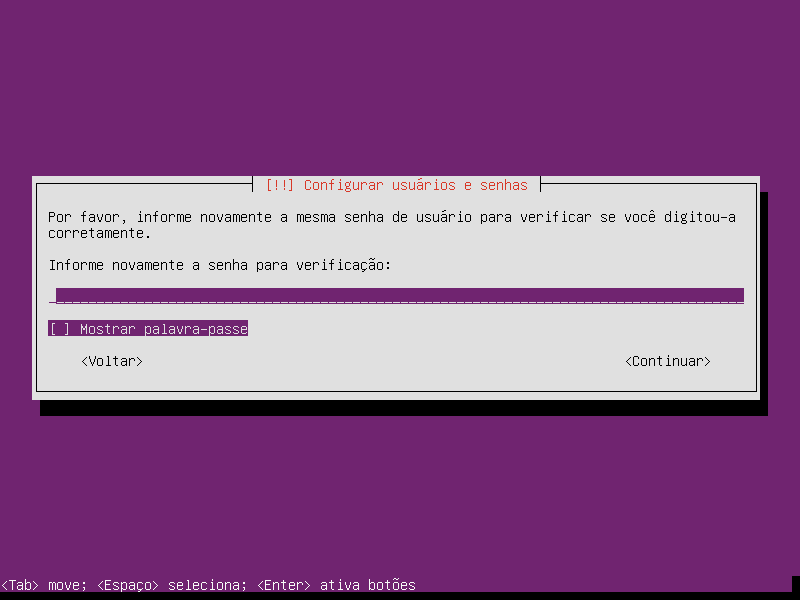 [!!] Configurar usuários e senhas
Por favor, informe novamente a mesma senha de usuário para verificar se você digitou-a
corretamente.
Informe novamente a senha para verificação:
[ ] Mostrar palavra-passe
<Voltar> <Continuar>
<Tab> move; <Espaço> seleciona; <Enter> ativa botões